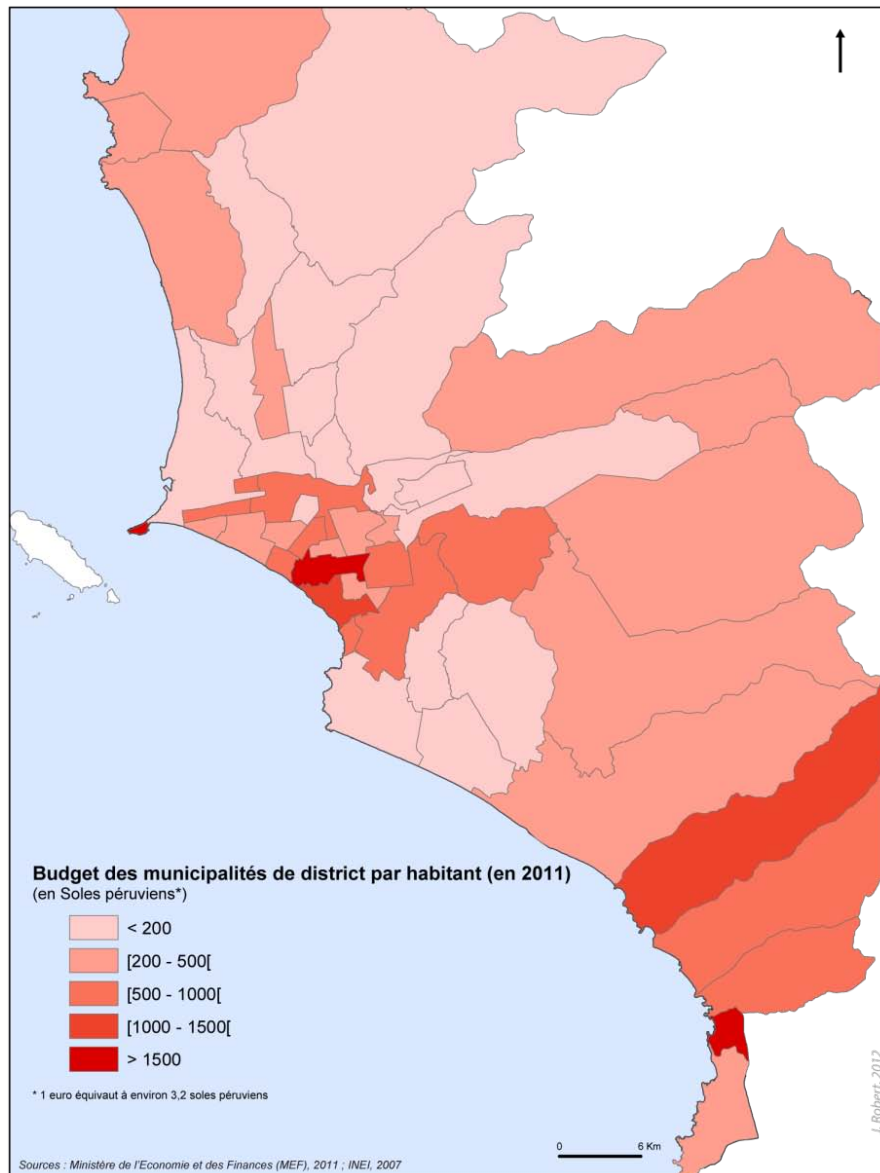 Budget des municipalités de district par habitant (en 2011)
(en Soles péruviens*)
< 200
[200 - 500[
[500 - 1000[
[1000 - 1500[
> 1500
* 1 euro équivaut à environ 3,2 soles péruviens
0 6 Km
Sources : Ministère de l'Economie et des Finances (MEF), 2011 ; INEI, 2007
J. Robert, 2012